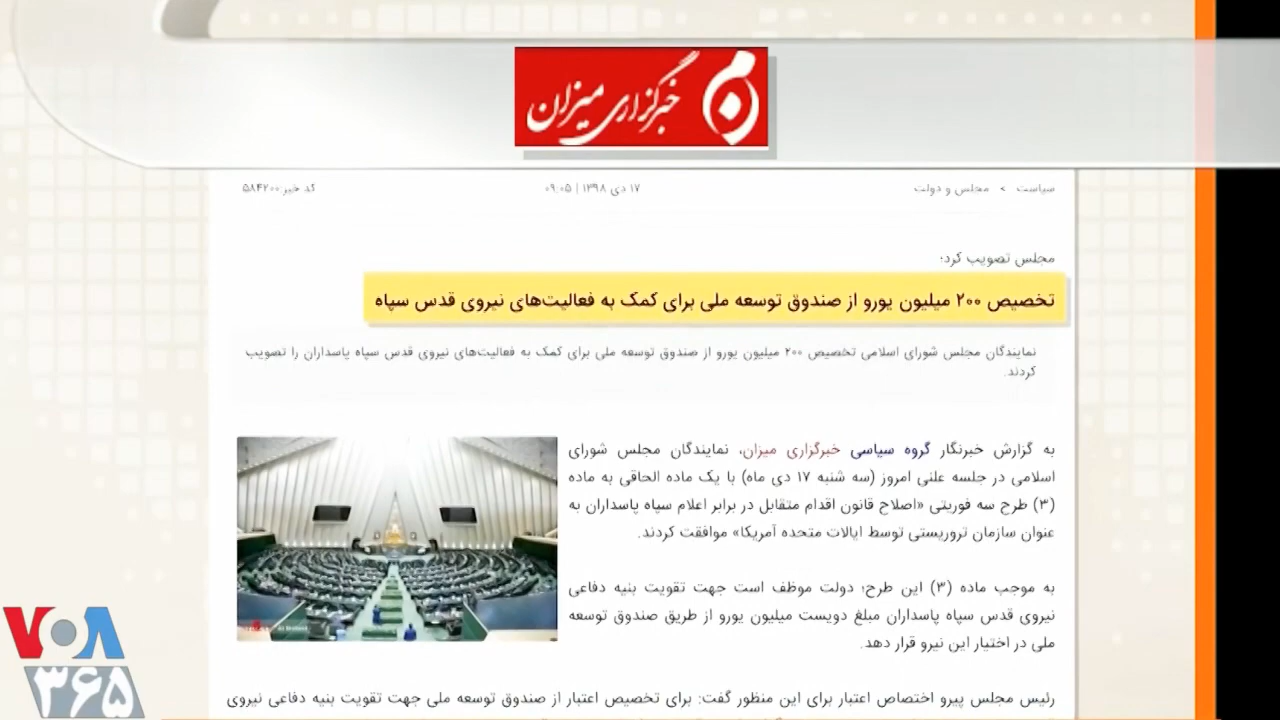 خبرگزاری میزان
سیاست > مجلس و دولت
۱۷ دی ۱۳۹۸ | ۰۹:۰۵
کد خبر: ۵۸۴۲۰۰
مجلس تصویب کرد؛
تخصیص ۲۰۰ میلیون یورو از صندوق توسعه ملی برای کمک به فعالیت‌های نیروی قدس سپاه
نمایندگان مجلس شورای اسلامی تخصیص ۲۰۰ میلیون یورو از صندوق توسعه ملی برای کمک به فعالیت‌های نیروی قدس سپاه پاسداران را تصویب
کردند.
به گزارش خبرنگار گروه سیاسی خبرگزاری میزان، نمایندگان مجلس شورای
اسلامی در جلسه علنی امروز (سه شنبه ۱۷ دی ماه) با یک ماده الحاقی به ماده
(۳) طرح سه فوریتی «اصلاح قانون اقدام متقابل در برابر اعلام سپاه پاسداران به
عنوان سازمان تروریستی توسط ایالات متحده آمریکا» موافقت کردند.
به موجب ماده (۳) این طرح؛ دولت موظف است جهت تقویت بنیه دفاعی
نیروی قدس سپاه پاسداران مبلغ دویست میلیون یورو از طریق صندوق توسعه
ملی در اختیار این نیرو قرار دهد.
رئیس مجلس پیرو اختصاص اعتبار برای این منظور گفت: برای تخصیص اعتبار از صندوق توسعه ملی جهت تقویت بنیه دفاعی نیروی
VOA
۳۶۵